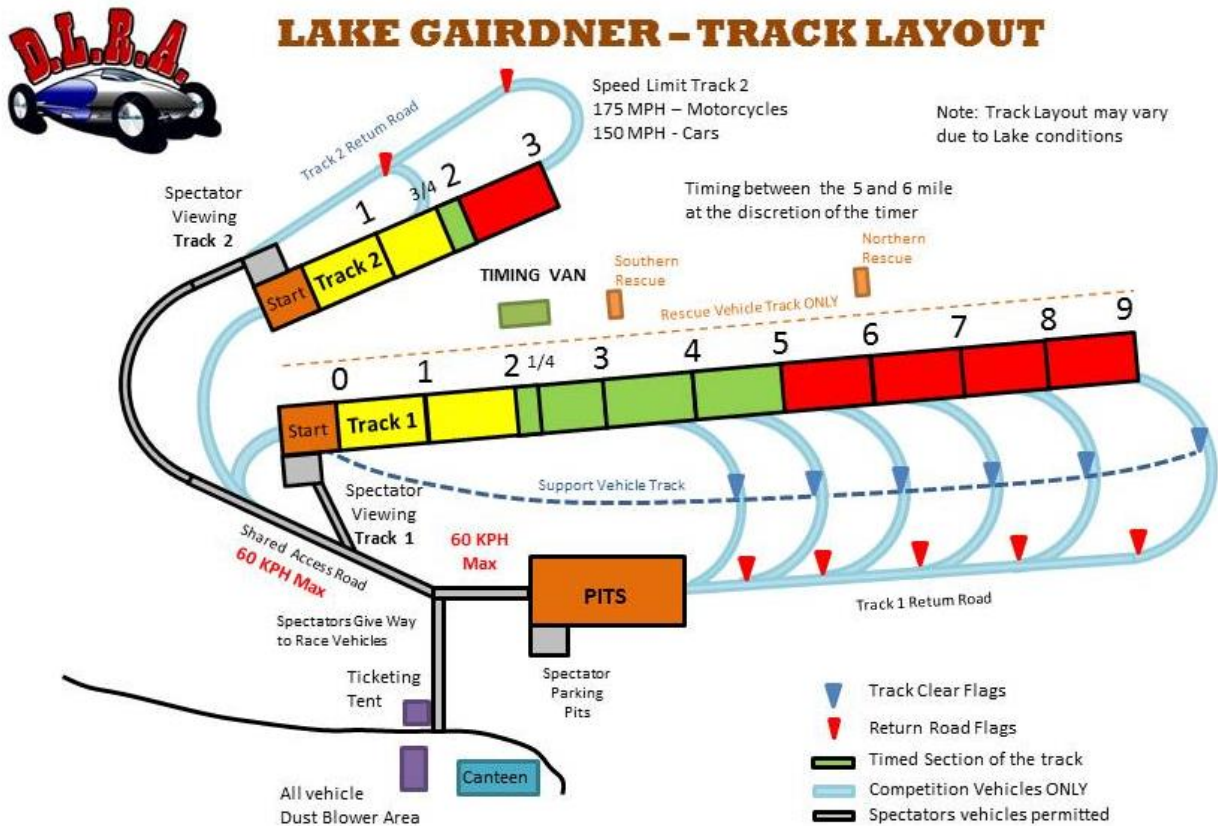 D.L.R.A.
LAKE GAIRDNER – TRACK LAYOUT
Speed Limit Track 2
175 MPH – Motorcycles
150 MPH - Cars
Note: Track Layout may vary
due to Lake conditions
Track 2 Return Road
Spectator
Viewing
Track 2
Timing between the 5 and 6 mile
at the discretion of the timer
1
3/4
2
3
Start
Track 2
TIMING VAN
Southern
Rescue
Northern
Rescue
Rescue Vehicle Track ONLY
0
1
2
1/4
3
4
5
6
7
8
9
Start
Track 1
Support Vehicle Track
Spectator
Viewing
Track 1
Shared Access Road
60 KPH Max
60 KPH
Max
PITS
Track 1 Return Road
Spectators Give Way
to Race Vehicles
Ticketing
Tent
Spectator
Parking
Pits
Canteen
All vehicle
Dust Blower Area
Track Clear Flags
Return Road Flags
Timed Section of the track
Competition Vehicles ONLY
Spectators vehicles permitted